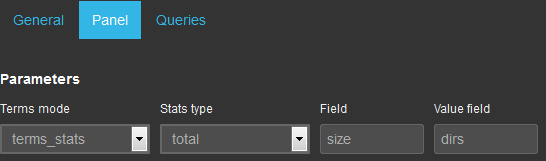 General Panel Queries
Parameters
Terms mode Stats type Field Value field
terms_stats total size dirs